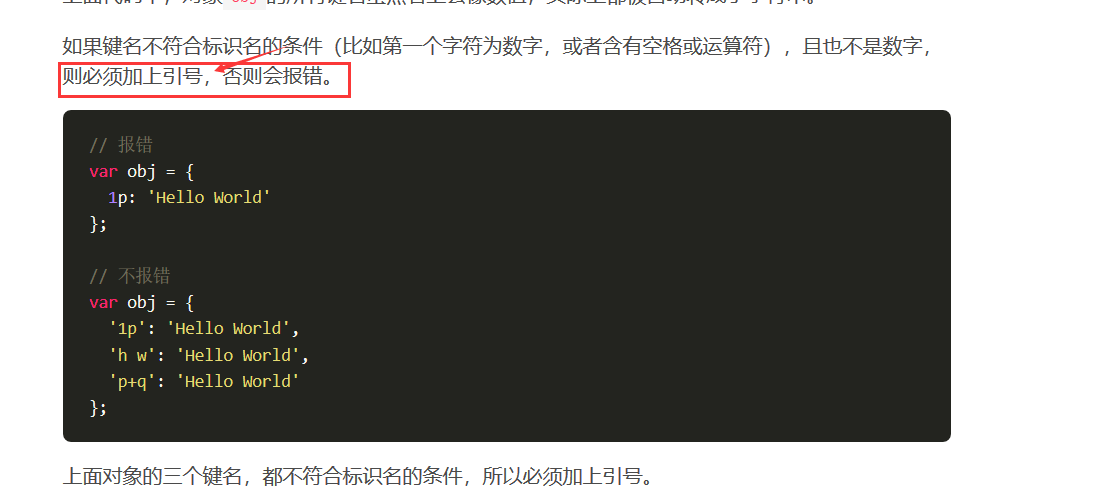 如果键名不符合标识名的条件（比如第一个字符为数字，或者含有空格或运算符），且也不是数字，
则必须加上引号，否则会报错。
// 报错
var obj = {
  1p: 'Hello World'
};
// 不报错
var obj = {
  '1p': 'Hello World',
  'h w': 'Hello World',
  'p+q': 'Hello World'
};
上面对象的三个键名，都不符合标识名的条件，所以必须加上引号。